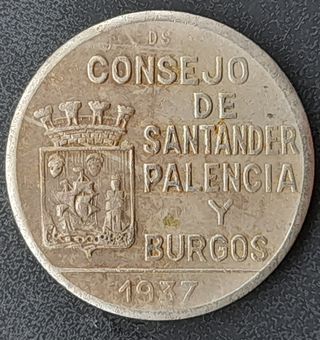 CONSEJO
DE
SANTANDER
PALENCIA
Y
BURGOS
1937